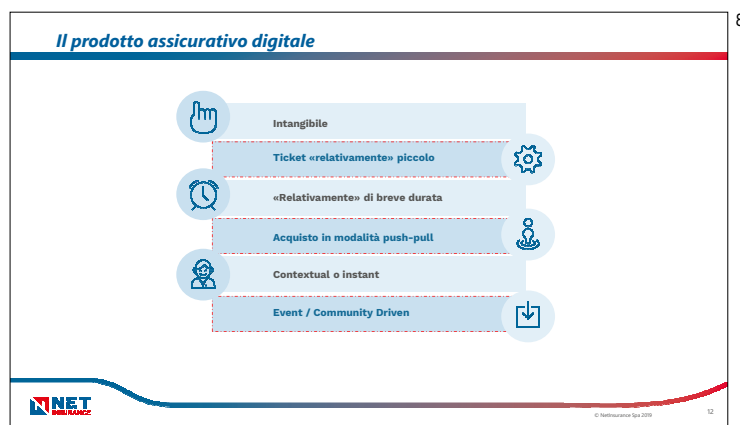 8
Il prodotto assicurativo digitale
Intangibile
Ticket «relativamente» piccolo
«Relativamente» di breve durata
Acquisto in modalità push-pull
Contextual o instant
Event / Community Driven
NET
INSURANCE
© NetInsurance Spa 2019
12